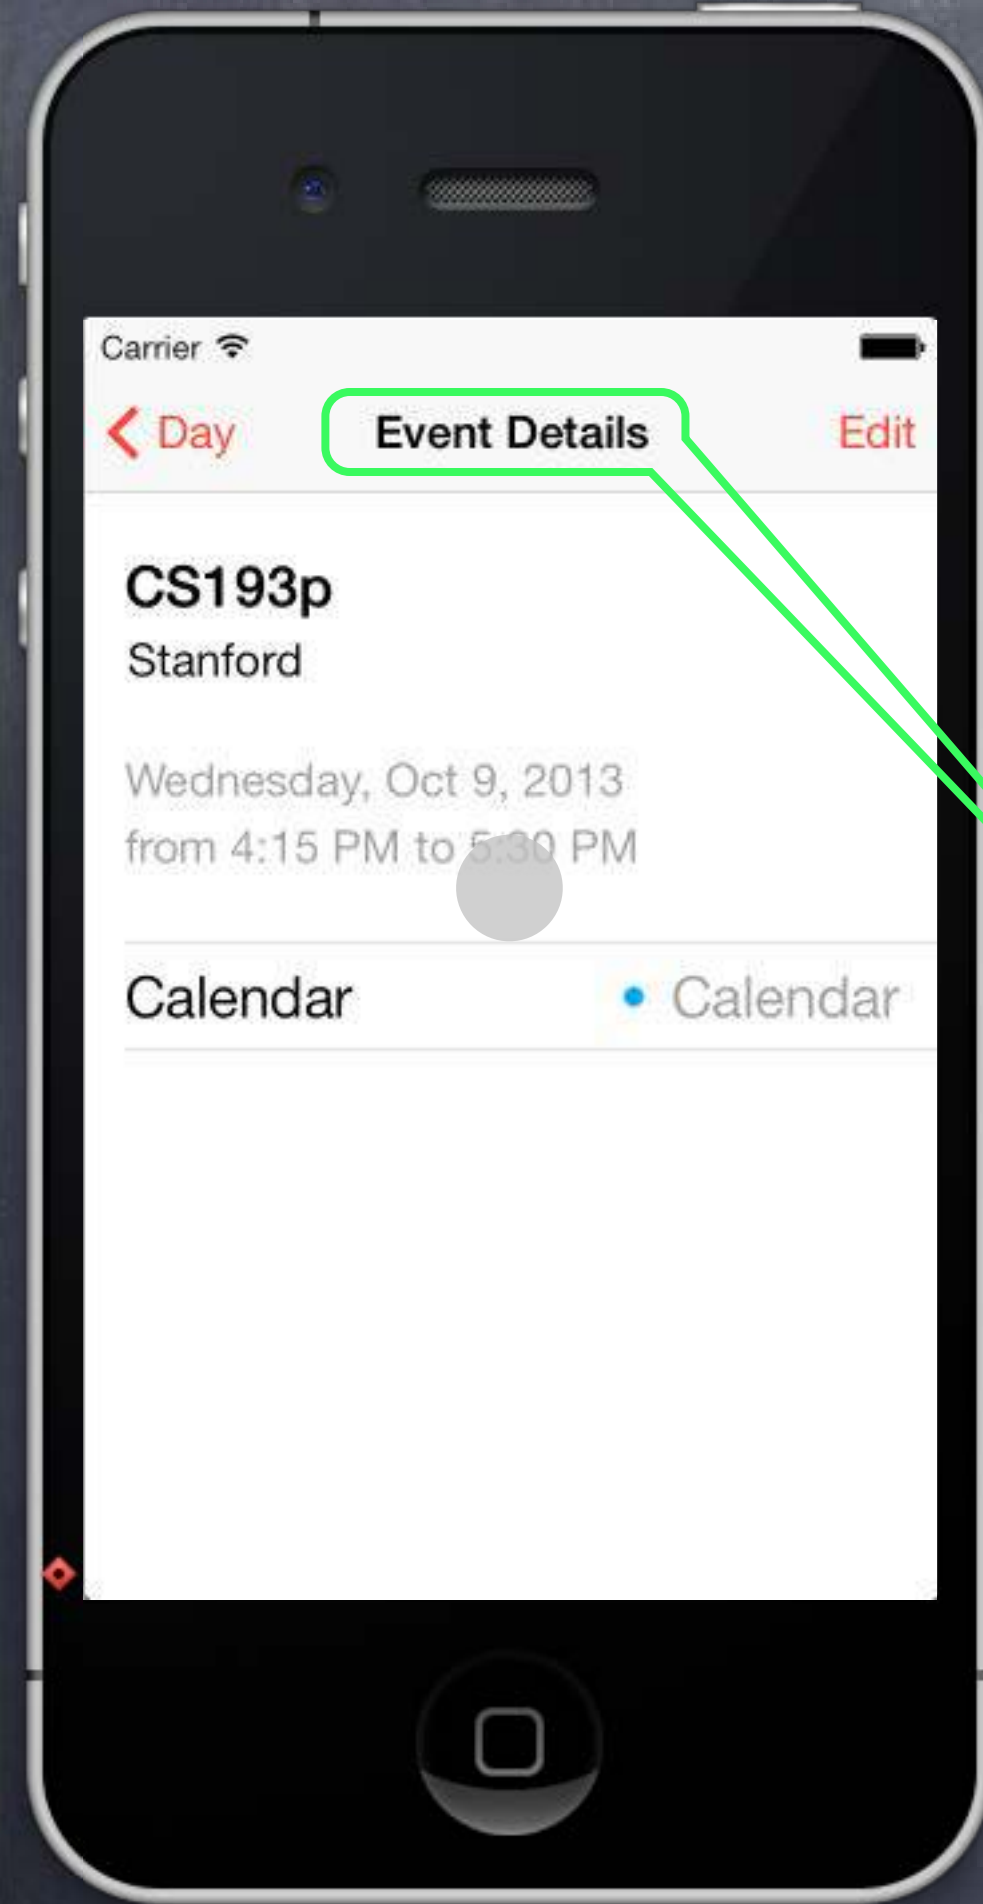 Carrier
Day Event Details Edit
CS193p
Stanford
Wednesday, Oct 9, 2013
from 4:15 PM to 5:30 PM
Calendar • Calendar